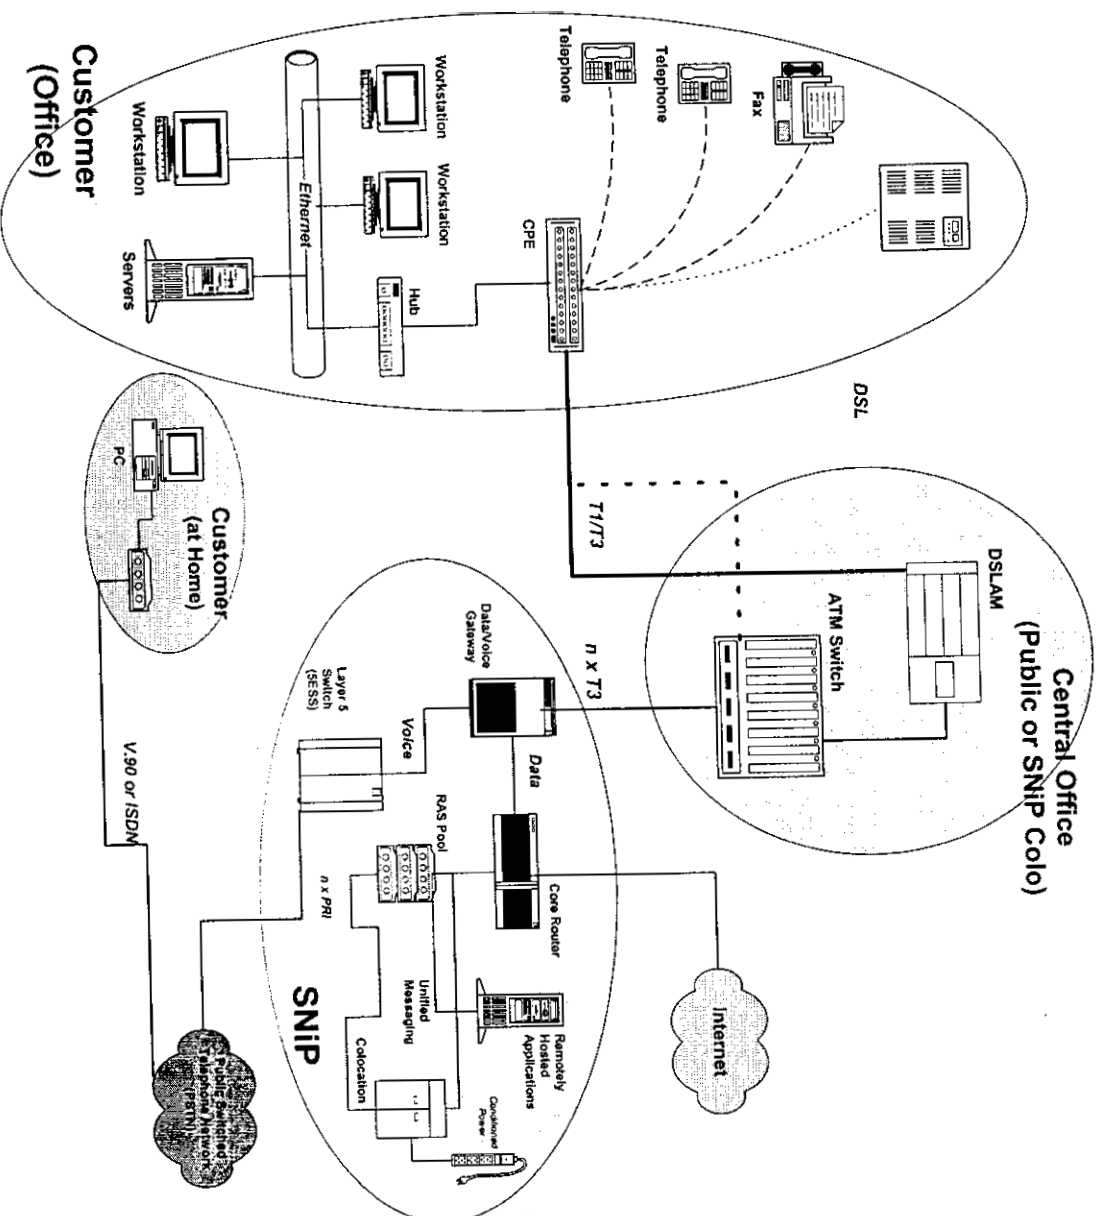 Customer
(Office)
Telephone
Telephone
Fax
Workstation
Workstation
Workstation
Ethernet
Servers
Hub
CPE
DSL
T1/T3
Central Office
(Public or SNiP Colo)
DSLAM
ATM Switch
n x T3
PC
Customer
(at Home)
V.90 or ISDN
Data/Voice
Gateway
Layer 5
Switch
(5ESS)
Voice
Data
RAS Pool
Core Router
n x PRI
Unified
Messaging
Remotely
Hosted
Applications
Colocation
Conditioned
Power
SNiP
Internet
Public Switched
Telephone Network
(PSTN)